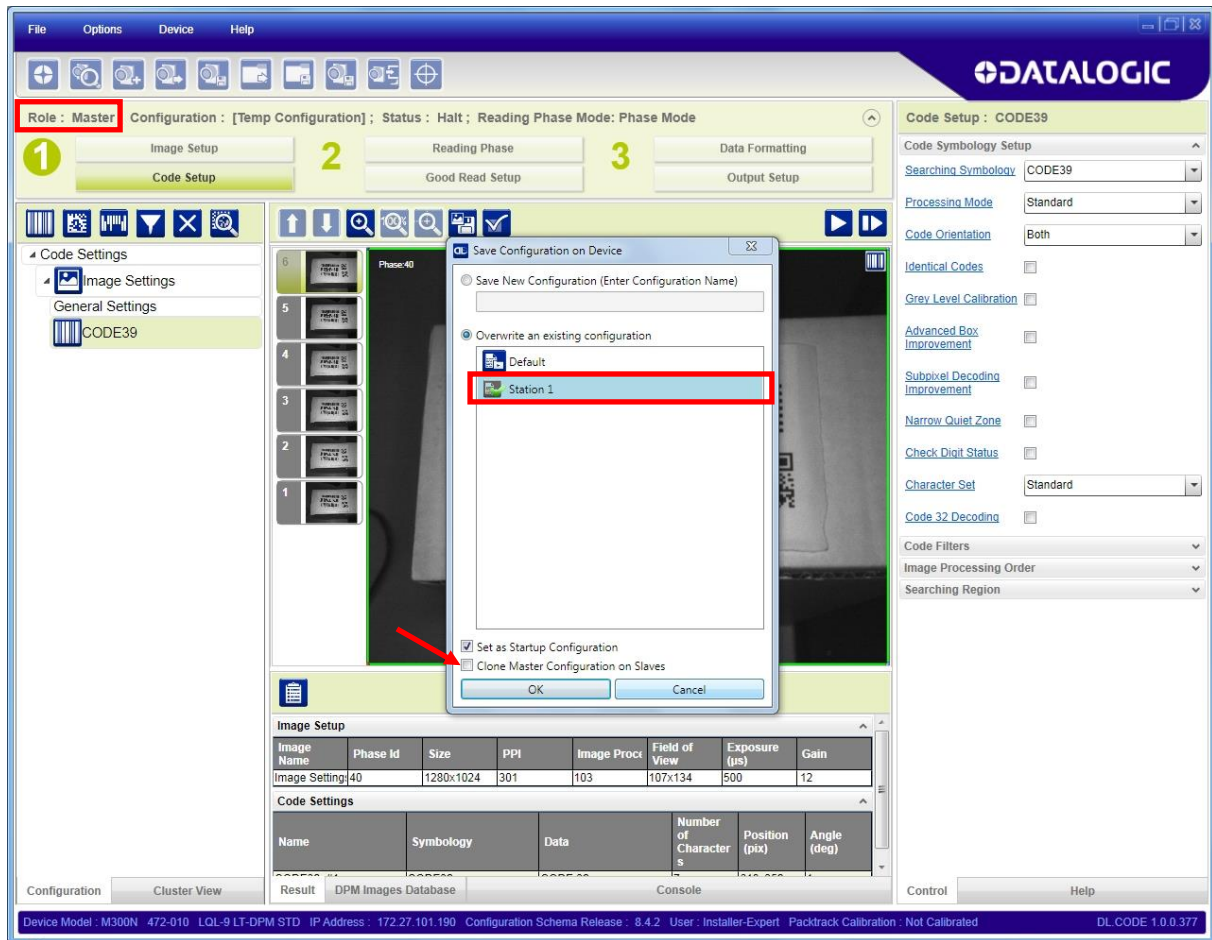 File Options Device Help
DATALOGIC
Role : Master Configuration : [Temp Configuration] ; Status : Halt ; Reading Phase Mode: Phase Mode
1 Image Setup 2 Reading Phase 3 Data Formatting
Code Setup Good Read Setup Output Setup
Code Settings
Image Settings
General Settings
CODE39
100%
6
5
4
3
2
1
Phase:40
Save Configuration on Device
Save New Configuration (Enter Configuration Name)
Overwrite an existing configuration
Default
Station 1
Set as Startup Configuration
Clone Master Configuration on Slaves
OK Cancel
Image Setup
Image Name Phase Id Size PPI Image Proce Field of View Exposure (µs) Gain
Image Setting: 40 1280x1024 301 103 107x134 500 12
Code Settings
Name Symbology Data Number of Characters Position (pix) Angle (deg)
Configuration Cluster View
Result DPM Images Database Console
Code Setup : CODE39
Code Symbology Setup
Searching Symbology CODE39
Processing Mode Standard
Code Orientation Both
Identical Codes
Grey Level Calibration
Advanced Box Improvement
Subpixel Decoding Improvement
Narrow Quiet Zone
Check Digit Status
Character Set Standard
Code 32 Decoding
Code Filters
Image Processing Order
Searching Region
Control Help
Device Model : M300N 472-010 LQL-9 LT-DPM STD IP Address : 172.27.101.190 Configuration Schema Release : 8.4.2 User : Installer-Expert Packtrack Calibration : Not Calibrated DL.CODE 1.0.0.377